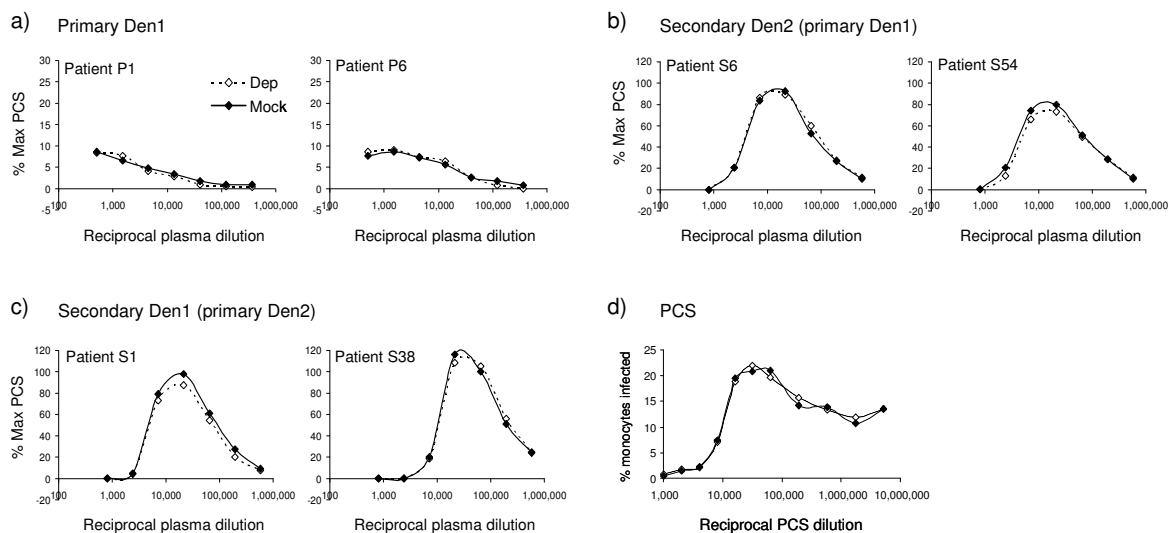 a) Primary Den1
Patient P1
Dep
Mock
% Max PCS
30
25
20
15
10
5
0
-5
100 1,000 10,000 100,000 1,000,000
Reciprocal plasma dilution
Patient P6
30
25
20
15
10
5
0
-5
100 1,000 10,000 100,000 1,000,000
Reciprocal plasma dilution
b) Secondary Den2 (primary Den1)
Patient S6
% Max PCS
120
100
80
60
40
20
0
-20
100 1,000 10,000 100,000 1,000,000
Reciprocal plasma dilution
Patient S54
120
100
80
60
40
20
0
-20
100 1,000 10,000 100,000 1,000,000
Reciprocal plasma dilution
c) Secondary Den1 (primary Den2)
Patient S1
% Max PCS
120
100
80
60
40
20
0
-20
100 1,000 10,000 100,000 1,000,000
Reciprocal plasma dilution
Patient S38
120
100
80
60
40
20
0
-20
100 1,000 10,000 100,000 1,000,000
Reciprocal plasma dilution
d) PCS
% monocytes infected
25
20
15
10
5
0
1,000 10,000 100,000 1,000,000 10,000,000
Reciprocal PCS dilution